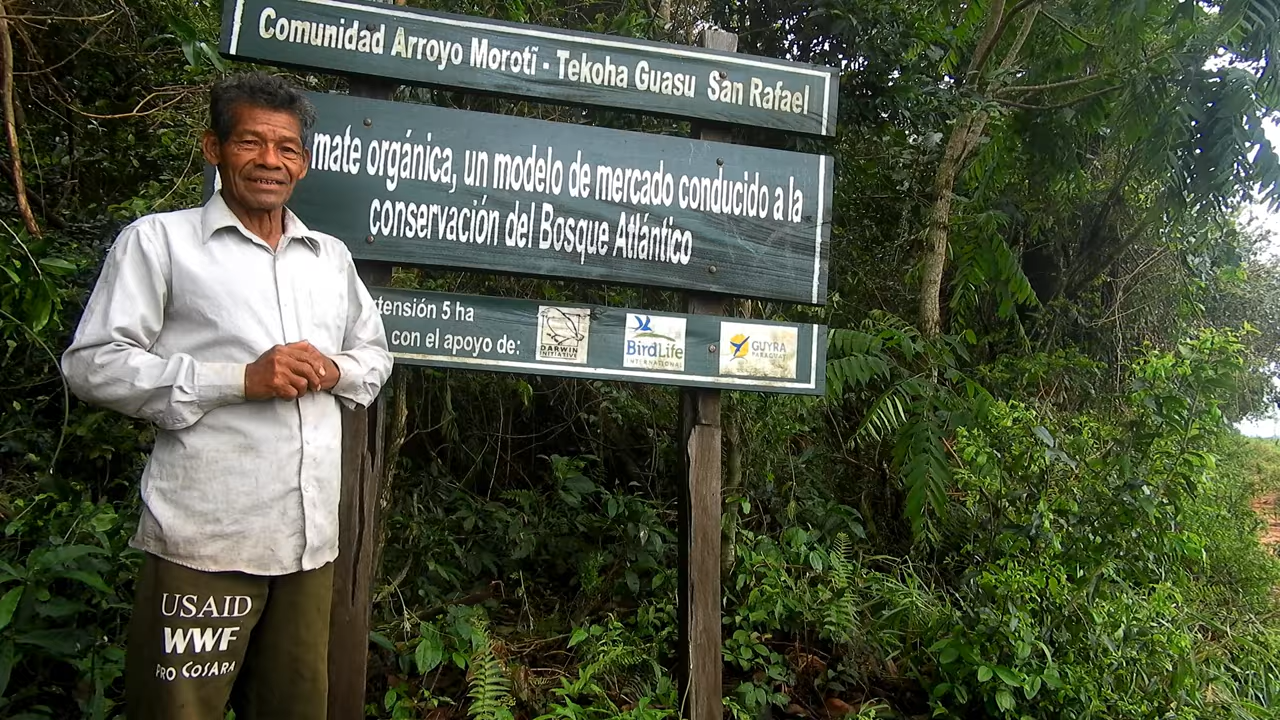 Comunidad Arroyo Morotĩ - Tekoha Guasu San Rafael
mate orgánica, un modelo de mercado conducido a la
conservación del Bosque Atlántico
tensión 5 ha
con el apoyo de:
DARWIN
INITIATIVE
BirdLife
INTERNATIONAL
GUYRA
PARAGUAY
USAID
WWF
PRO COSARA